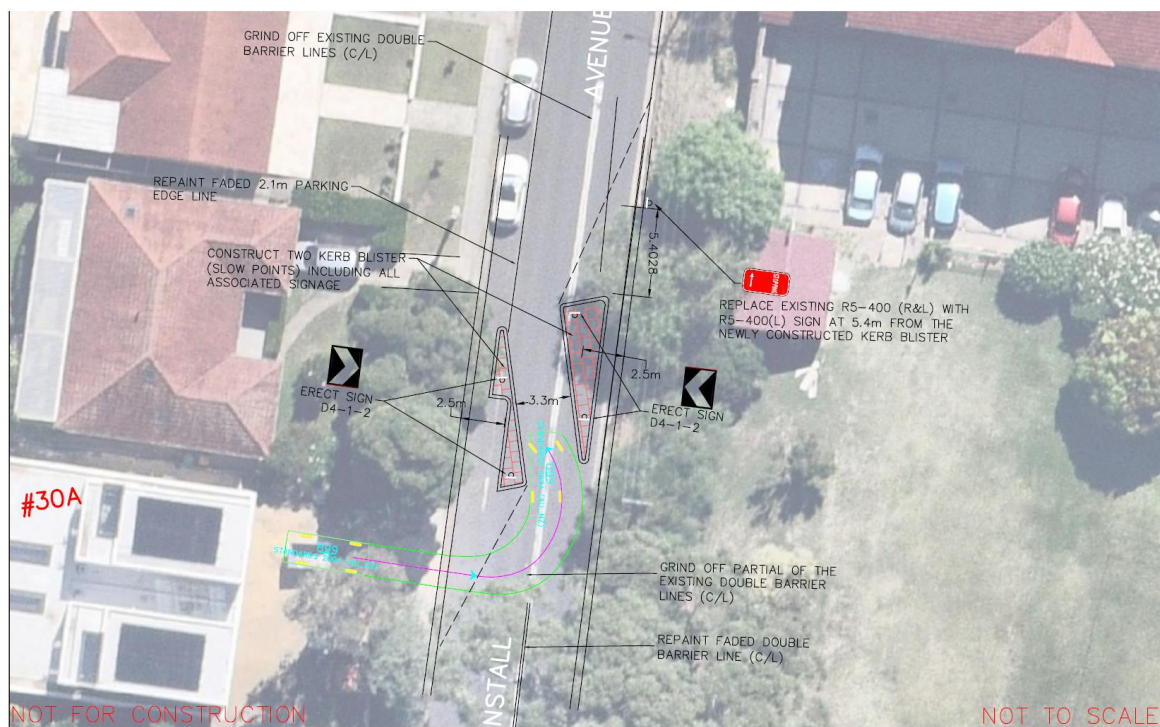 GRIND OFF EXISTING DOUBLE
BARRIER LINES (C/L)
AVENUE
REPAINT FADED 2.1m PARKING
EDGE LINE
CONSTRUCT TWO KERB BLISTER
(SLOW POINTS) INCLUDING ALL
ASSOCIATED SIGNAGE
5.4028
REPLACE EXISTING R5-400 (R&L) WITH
R5-400(L) SIGN AT 5.4m FROM THE
NEWLY CONSTRUCTED KERB BLISTER
2.5m
ERECT SIGN
D4-1-2
2.5m
3.3m
ERECT SIGN
D4-1-2
#30A
B99
GRIND OFF PARTIAL OF THE
EXISTING DOUBLE BARRIER
LINES (C/L)
REPAINT FADED DOUBLE
BARRIER LINE (C/L)
NSTALL
NOT FOR CONSTRUCTION
NOT TO SCALE